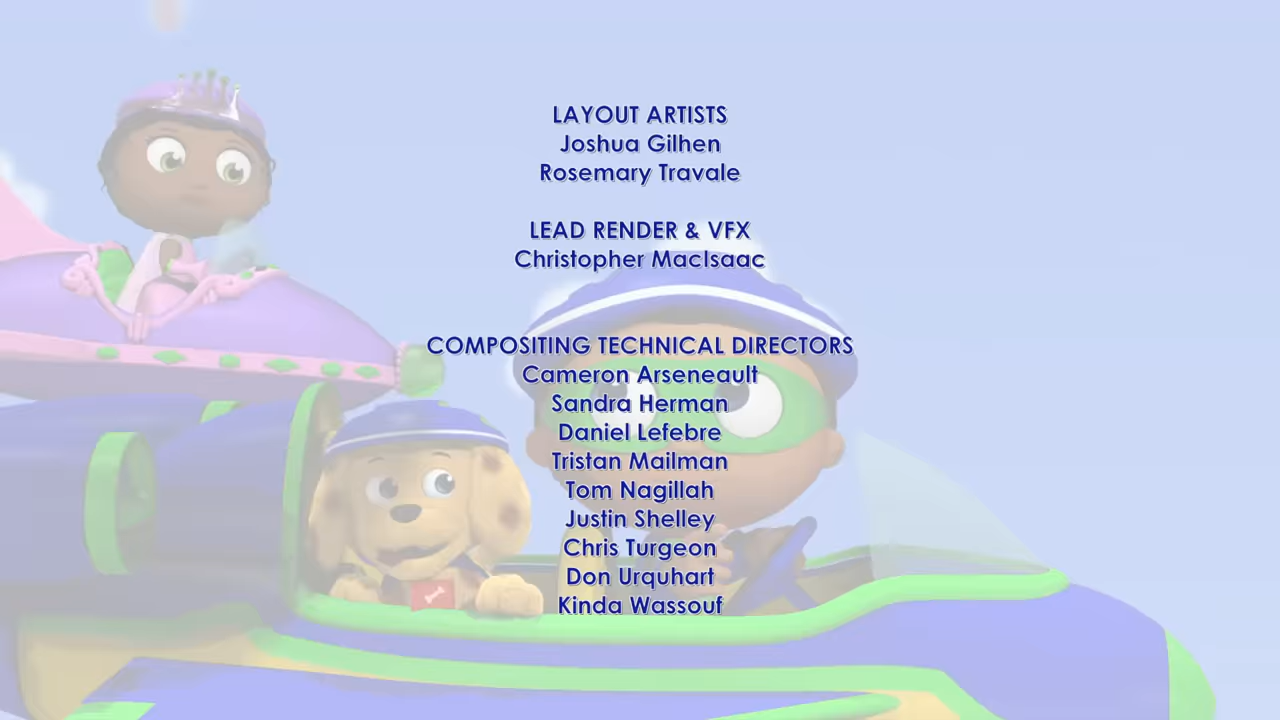 LAYOUT ARTISTS
Joshua Gilhen
Rosemary Travale
LEAD RENDER & VFX
Christopher MacIsaac
COMPOSITING TECHNICAL DIRECTORS
Cameron Arseneault
Sandra Herman
Daniel Lefebre
Tristan Mailman
Tom Nagillah
Justin Shelley
Chris Turgeon
Don Urquhart
Kinda Wassouf